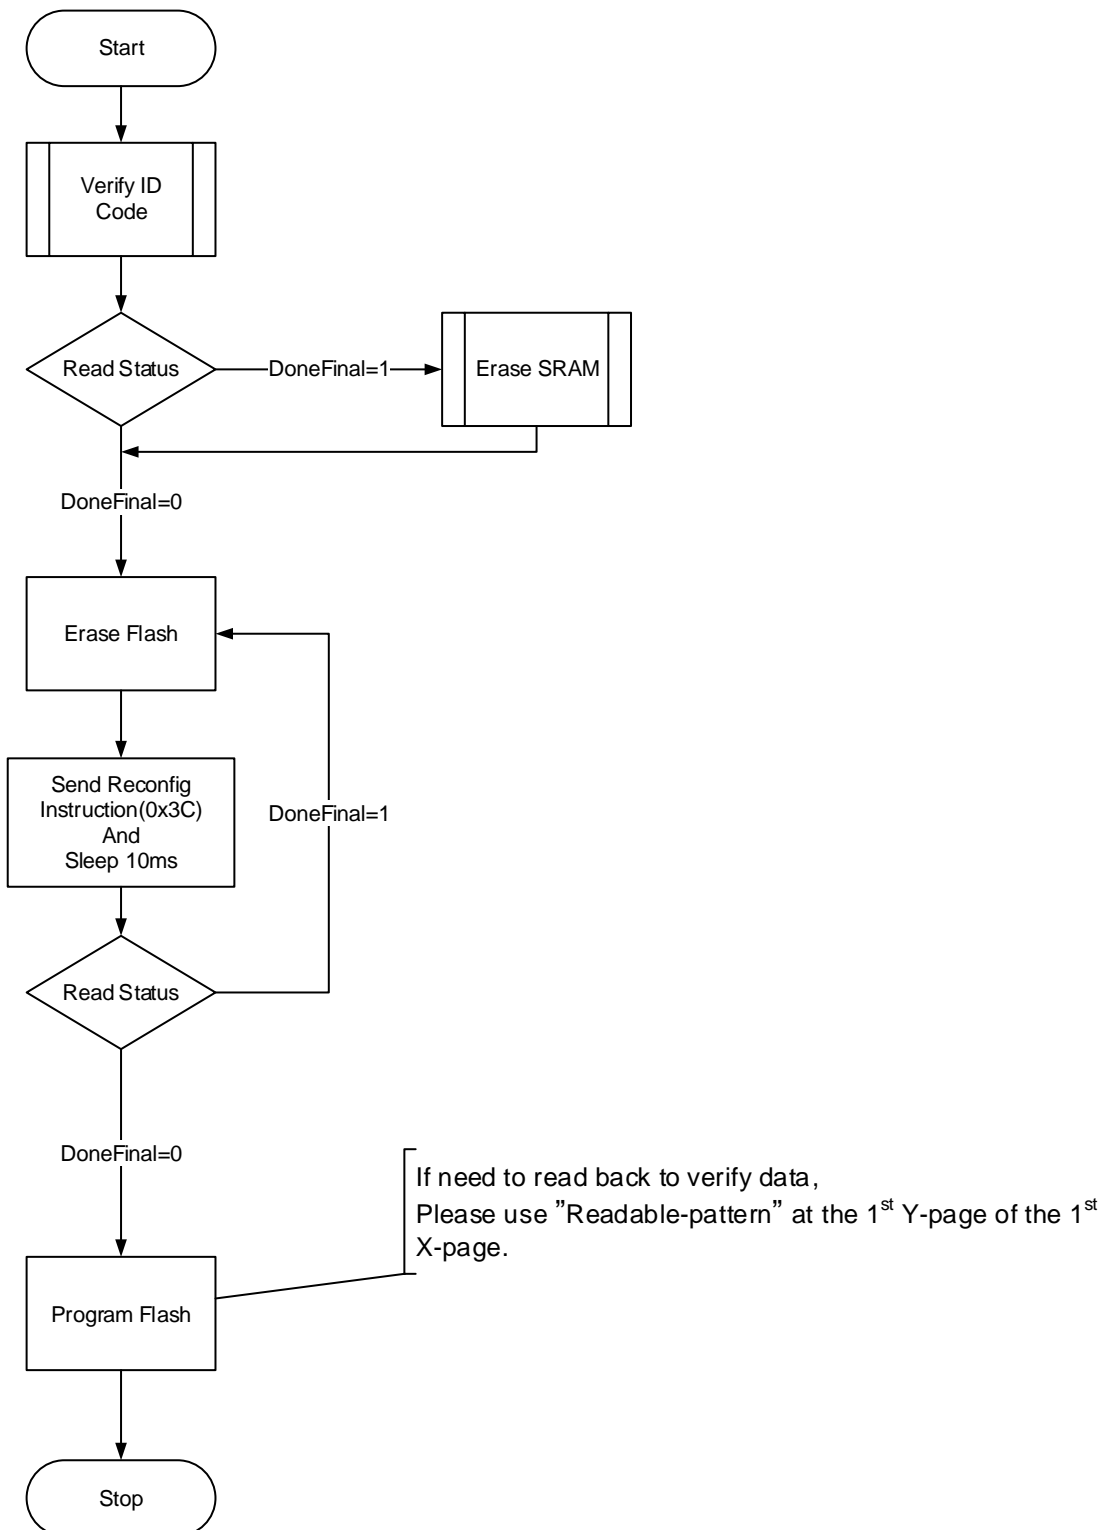 Start
Verify ID
Code
Read Status
DoneFinal=1
Erase SRAM
DoneFinal=0
Erase Flash
Send Reconfig
Instruction(0x3C)
And
Sleep 10ms
DoneFinal=1
Read Status
DoneFinal=0
If need to read back to verify data,
Please use ”Readable-pattern” at the 1st Y-page of the 1st
X-page.
Program Flash
Stop